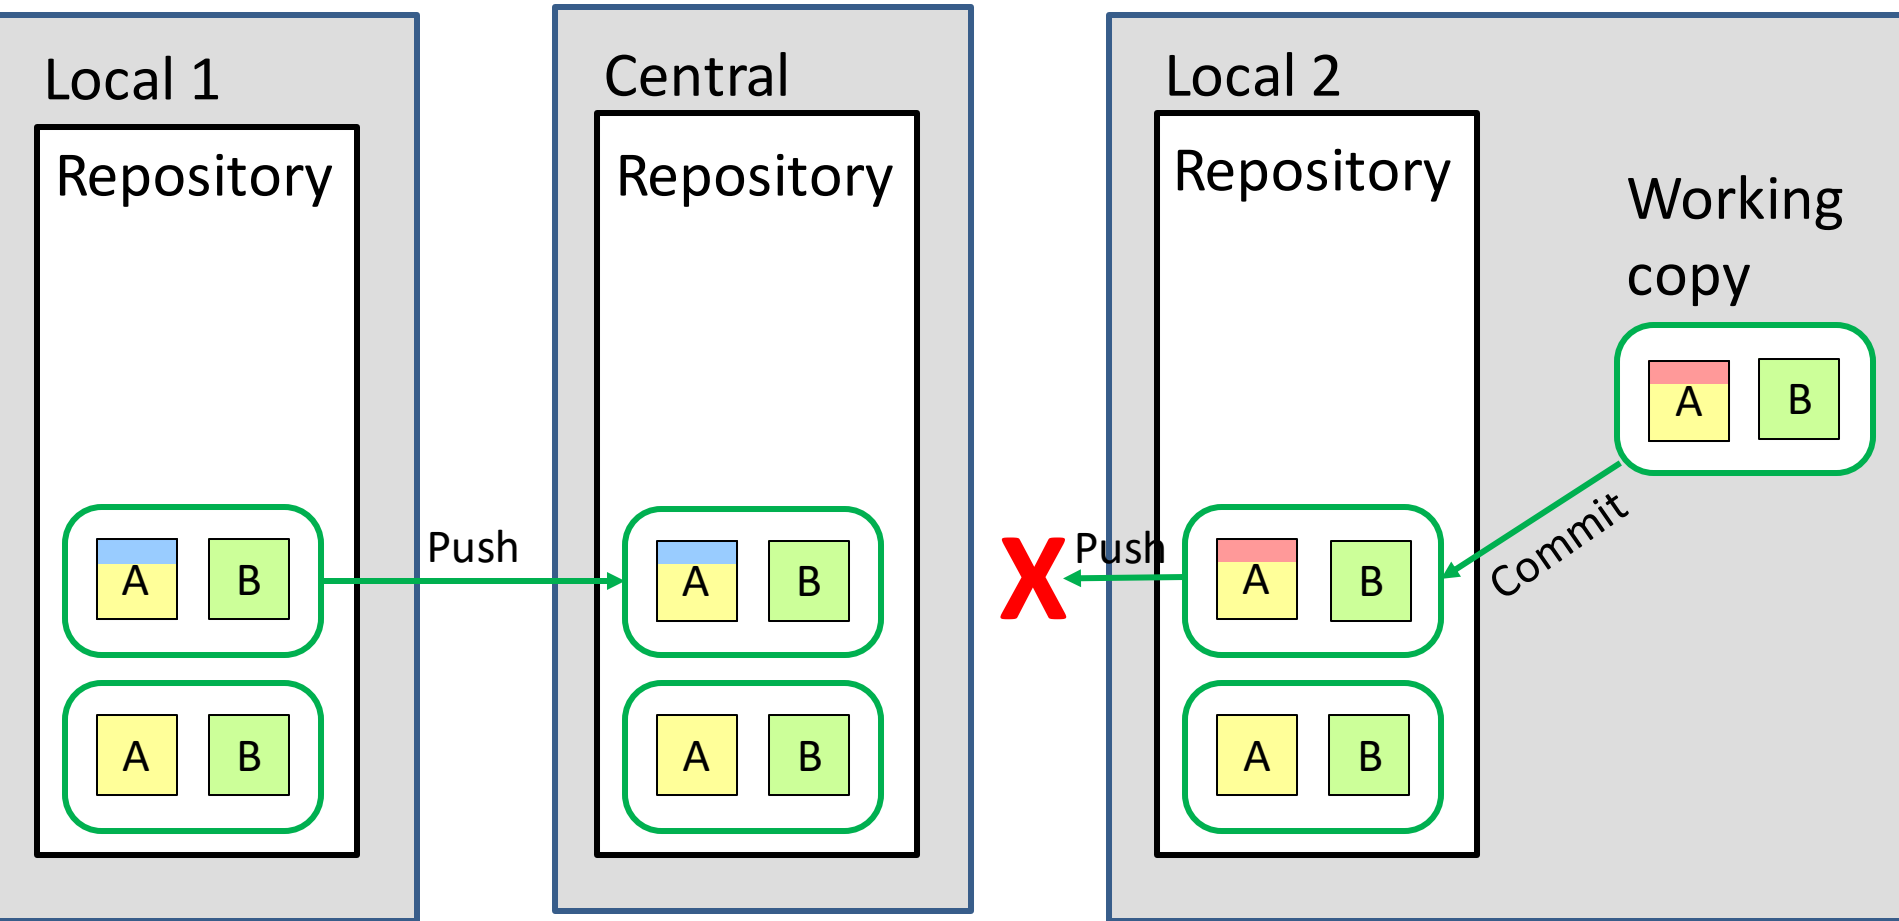 Local 1
Repository
A B
A B
Push
Central
Repository
A B
A B
X
Push
Local 2
Repository
A B
A B
Commit
Working
copy
A B